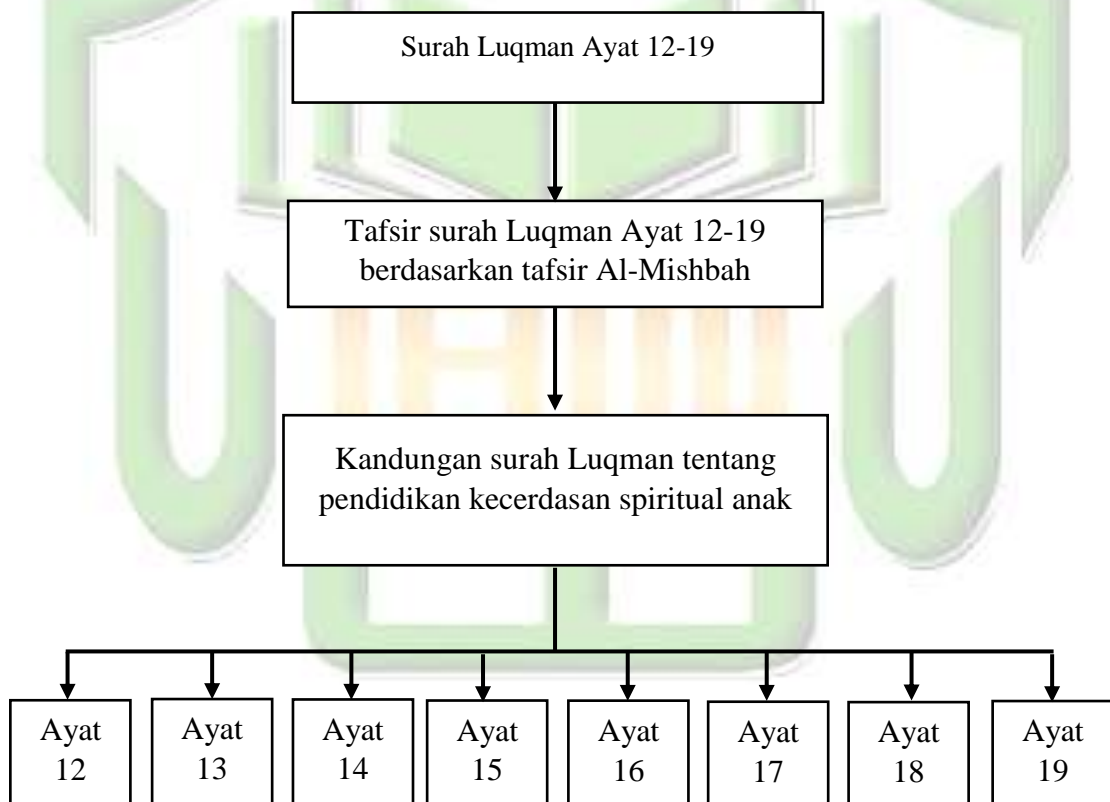 Surah Luqman Ayat 12-19
Tafsir surah Luqman Ayat 12-19
berdasarkan tafsir Al-Mishbah
Kandungan surah Luqman tentang
pendidikan kecerdasan spiritual anak
Ayat
12
Ayat
13
Ayat
14
Ayat
15
Ayat
16
Ayat
17
Ayat
18
Ayat
19